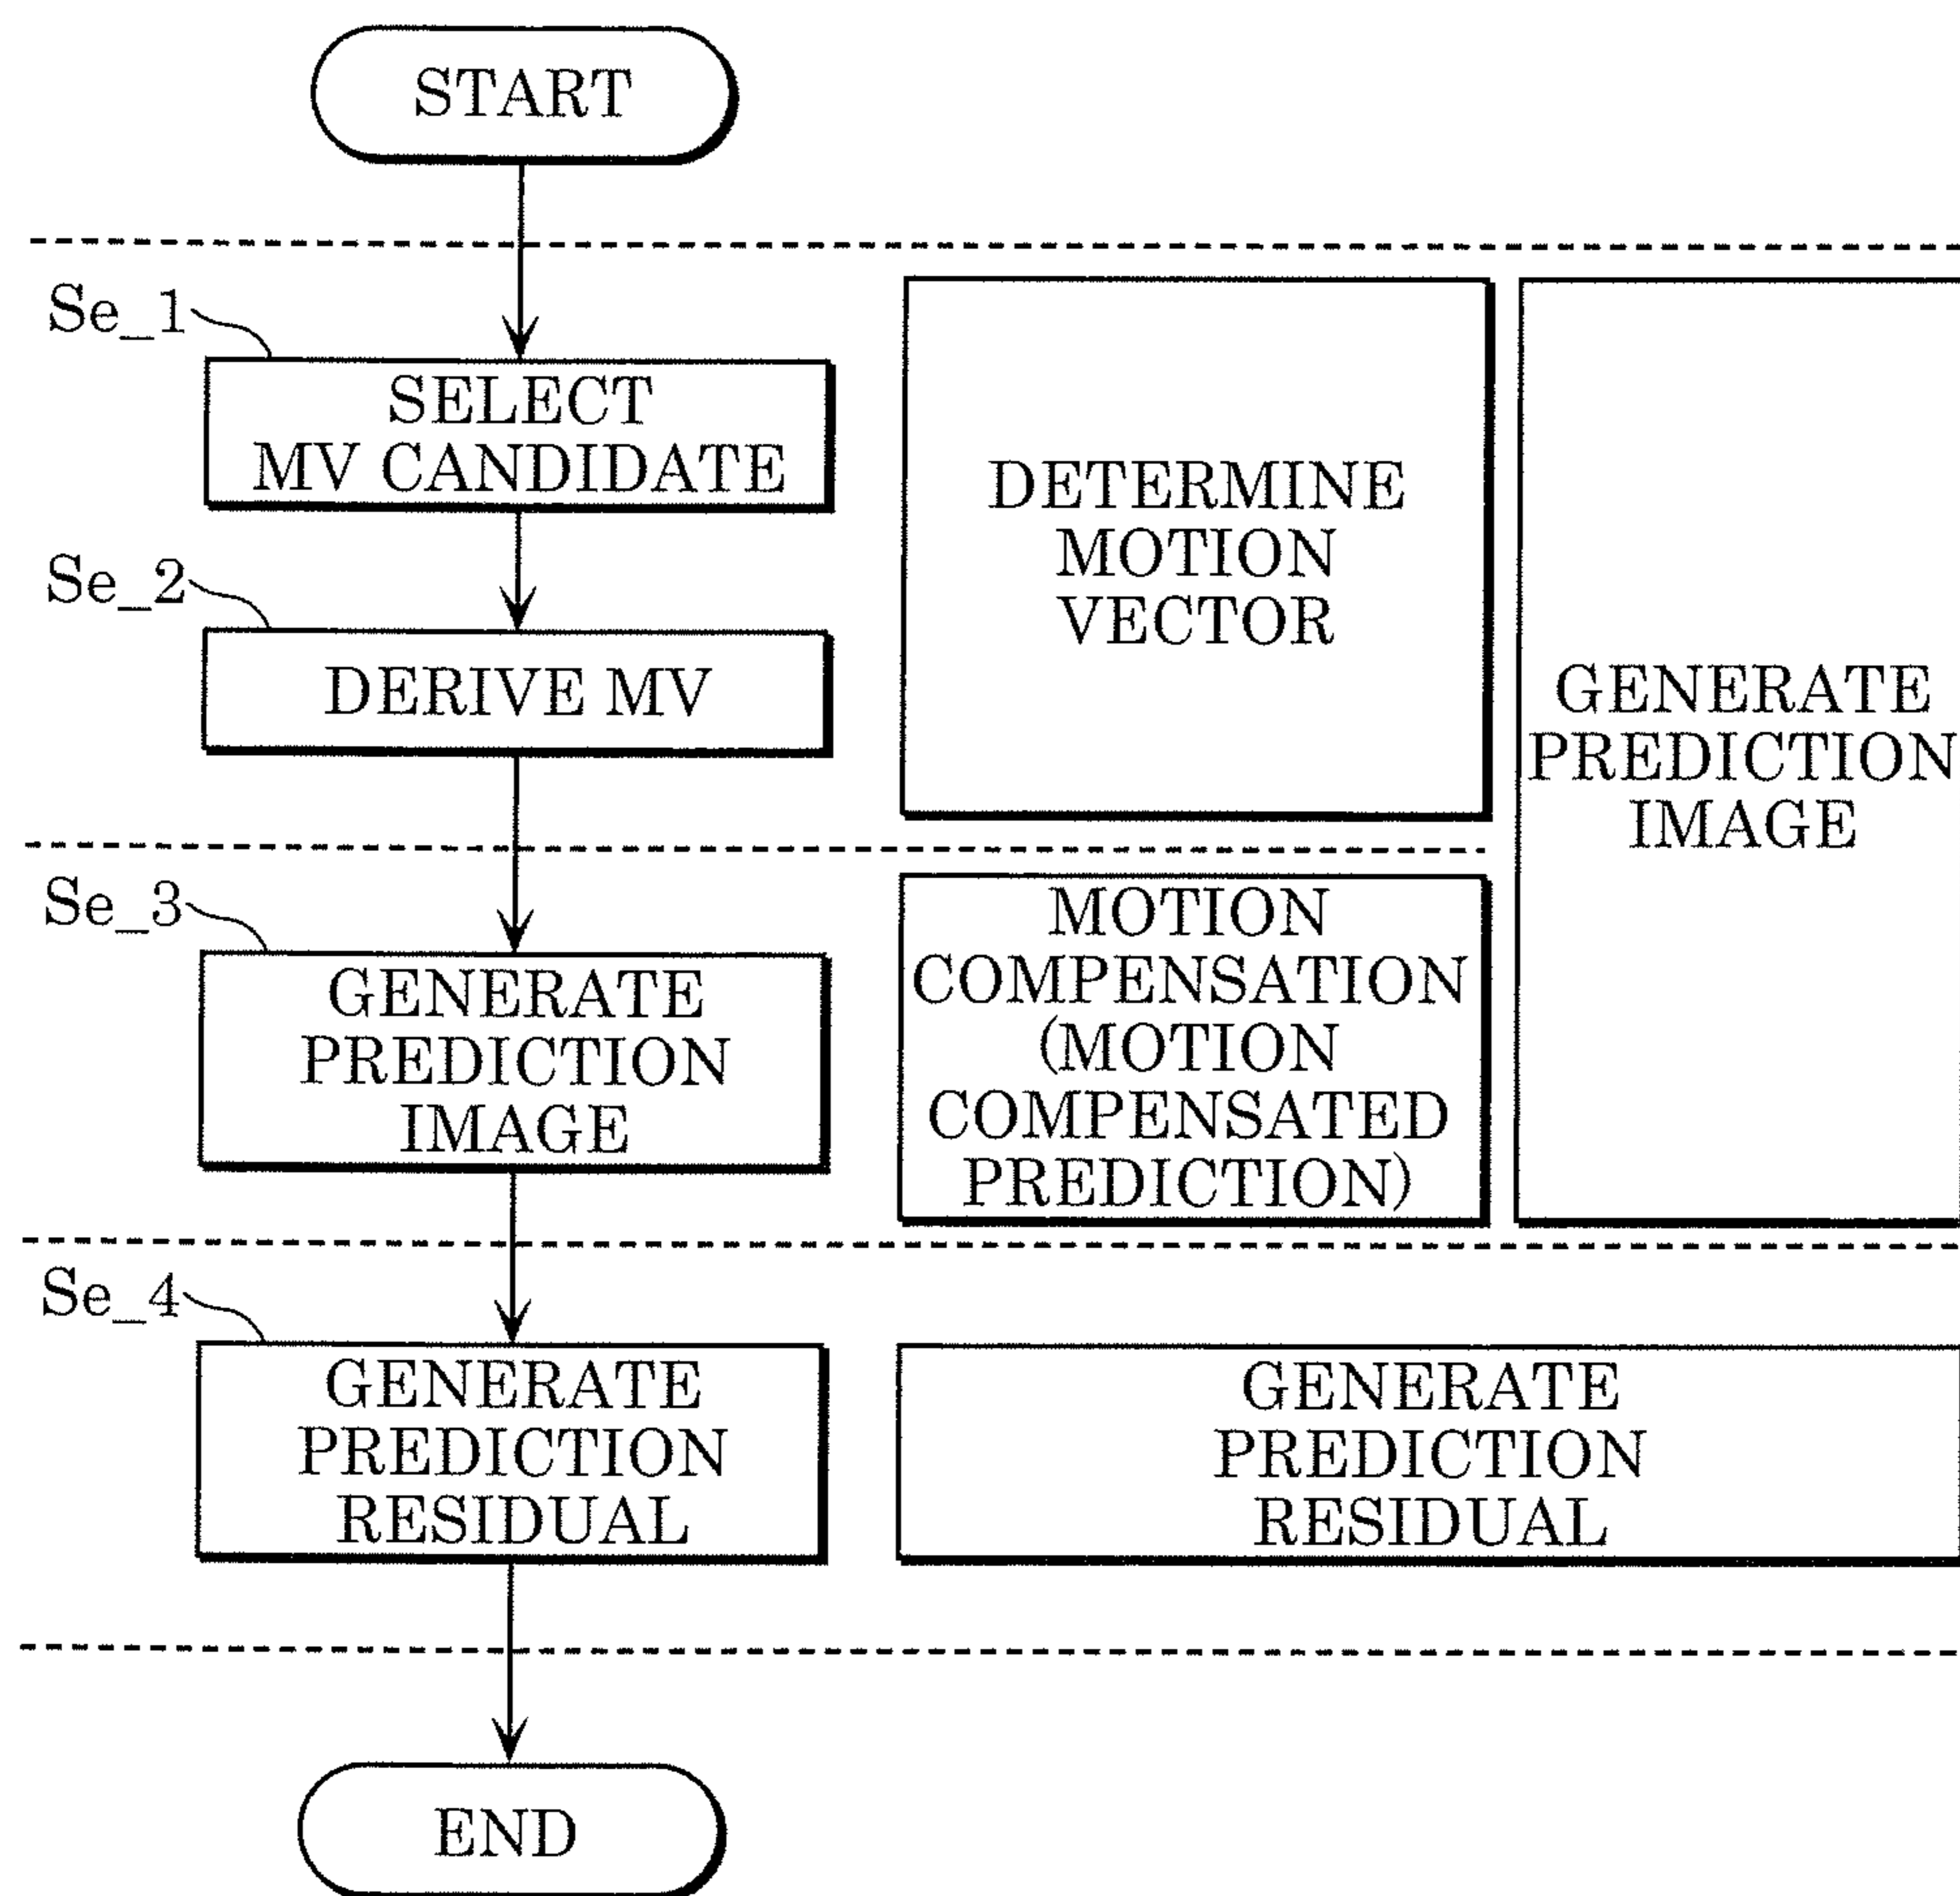 START
Se_1
SELECT
MV CANDIDATE
Se_2
DERIVE MV
DETERMINE
MOTION
VECTOR
GENERATE
PREDICTION
IMAGE
Se_3
GENERATE
PREDICTION
IMAGE
MOTION
COMPENSATION
(MOTION
COMPENSATED
PREDICTION)
Se_4
GENERATE
PREDICTION
RESIDUAL
GENERATE
PREDICTION
RESIDUAL
END